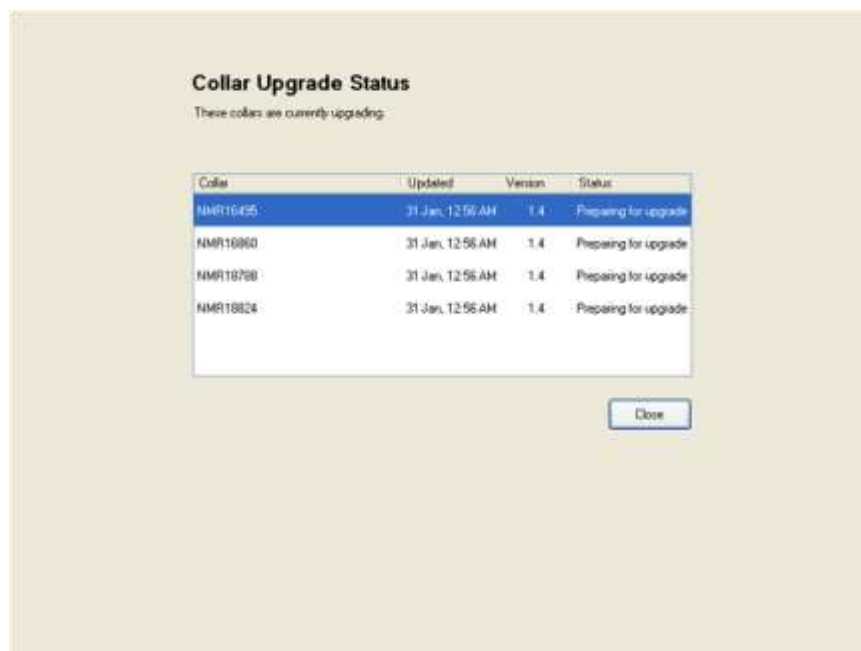 Collar Upgrade Status
These collars are currently upgrading.
Collar Updated Version Status
NMR16495 31 Jan, 12:56 AM 1.4 Preparing for upgrade
NMR16860 31 Jan, 12:56 AM 1.4 Preparing for upgrade
NMR18788 31 Jan, 12:56 AM 1.4 Preparing for upgrade
NMR18824 31 Jan, 12:56 AM 1.4 Preparing for upgrade
Close